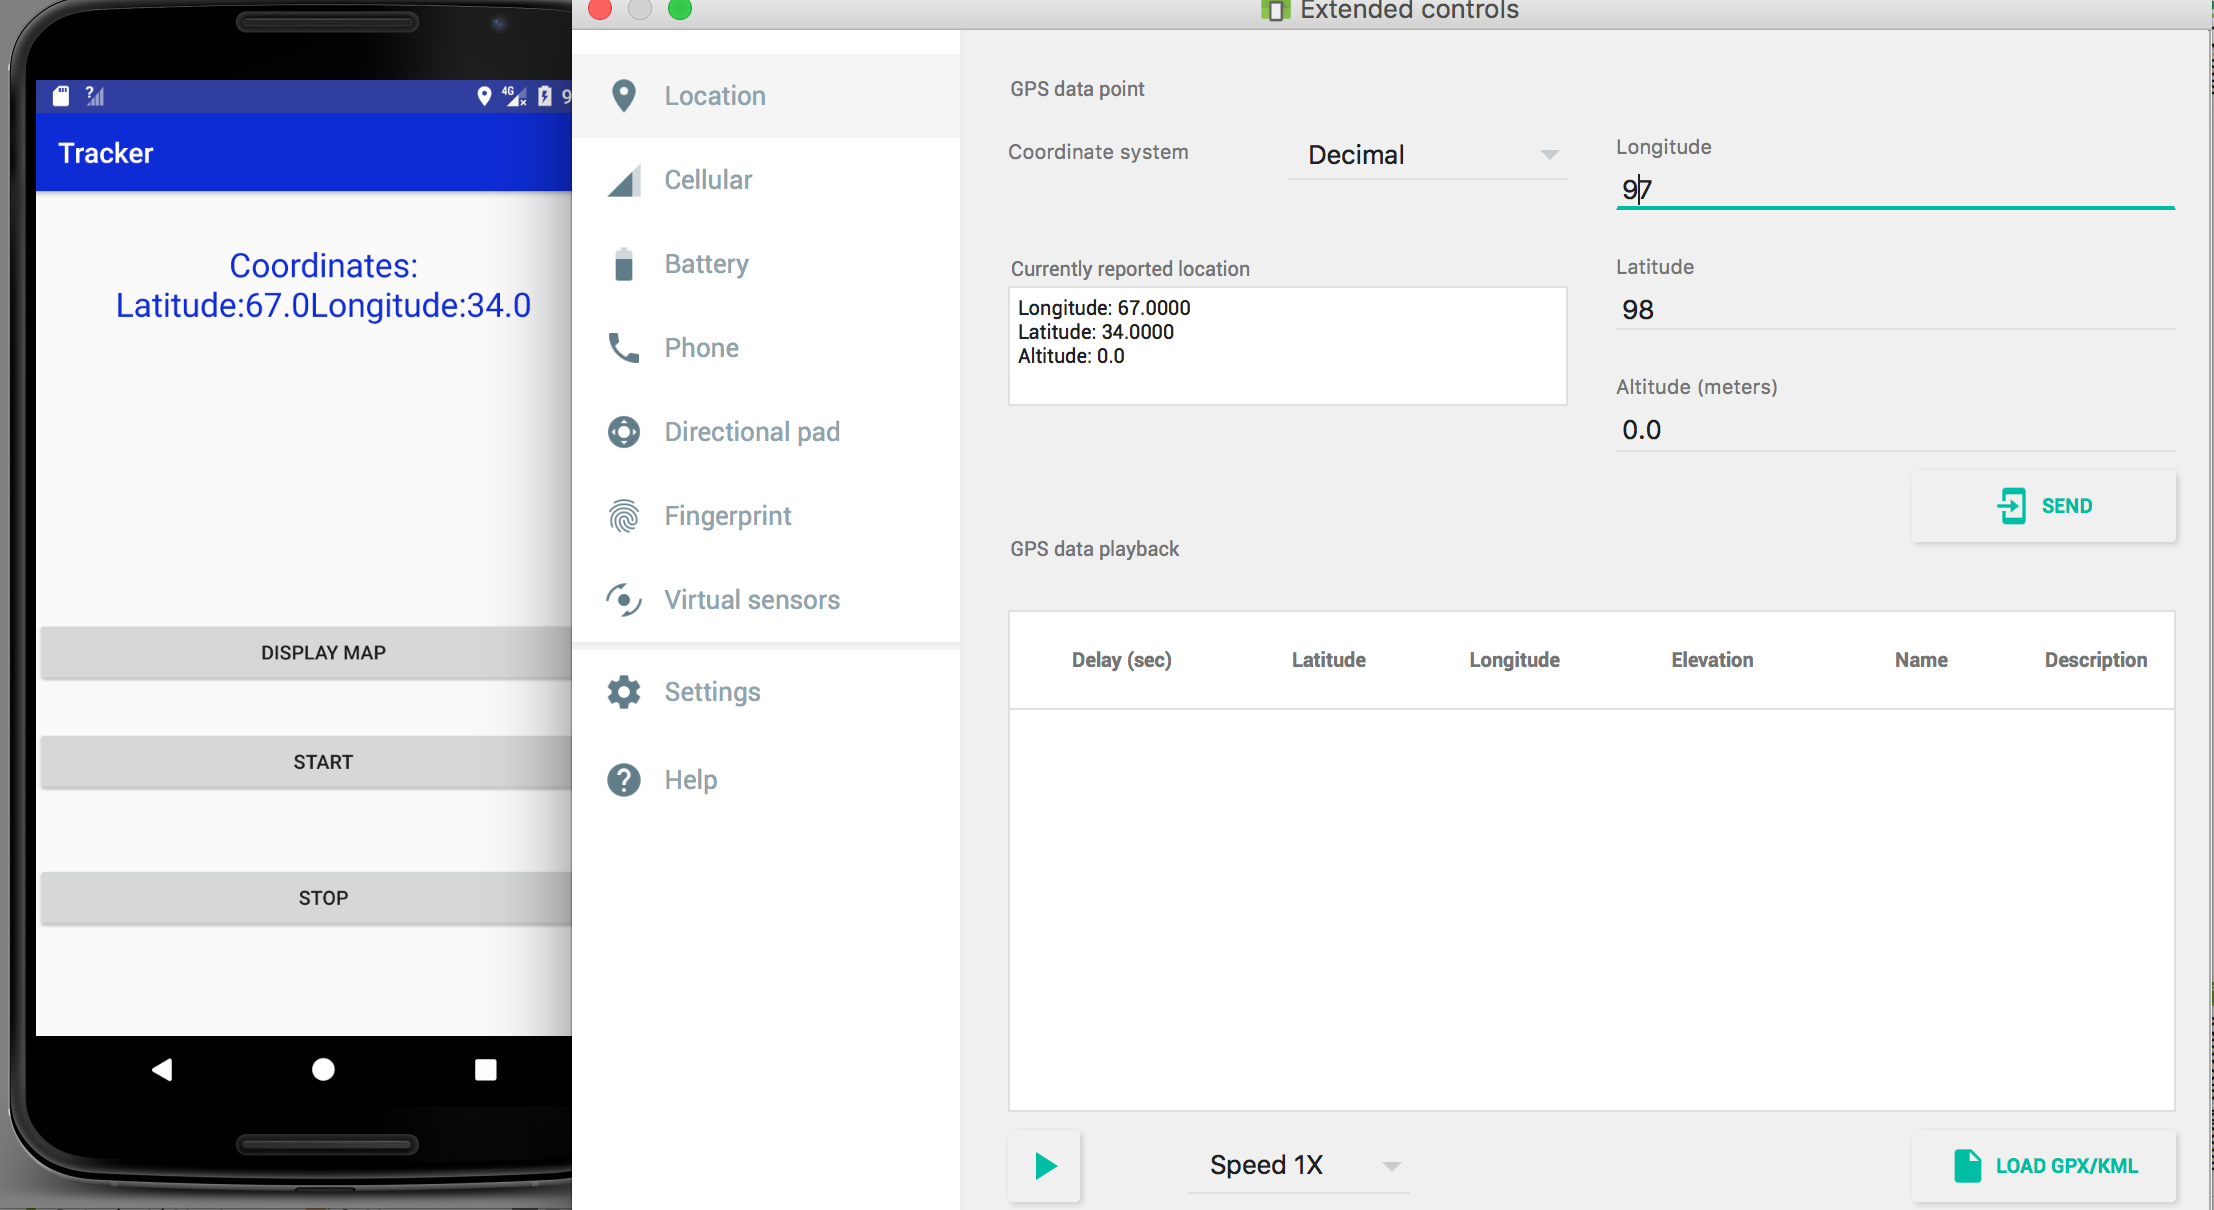 Extended controls
4G
9
Tracker
Coordinates:
Latitude:67.0Longitude:34.0
DISPLAY MAP
START
STOP
Location
Cellular
Battery
Phone
Directional pad
Fingerprint
Virtual sensors
Settings
Help
GPS data point
Coordinate system
Decimal
Longitude
97
Currently reported location
Longitude: 67.0000
Latitude: 34.0000
Altitude: 0.0
Latitude
98
Altitude (meters)
0.0
SEND
GPS data playback
Delay (sec) Latitude Longitude Elevation Name Description
Speed 1X
LOAD GPX/KML